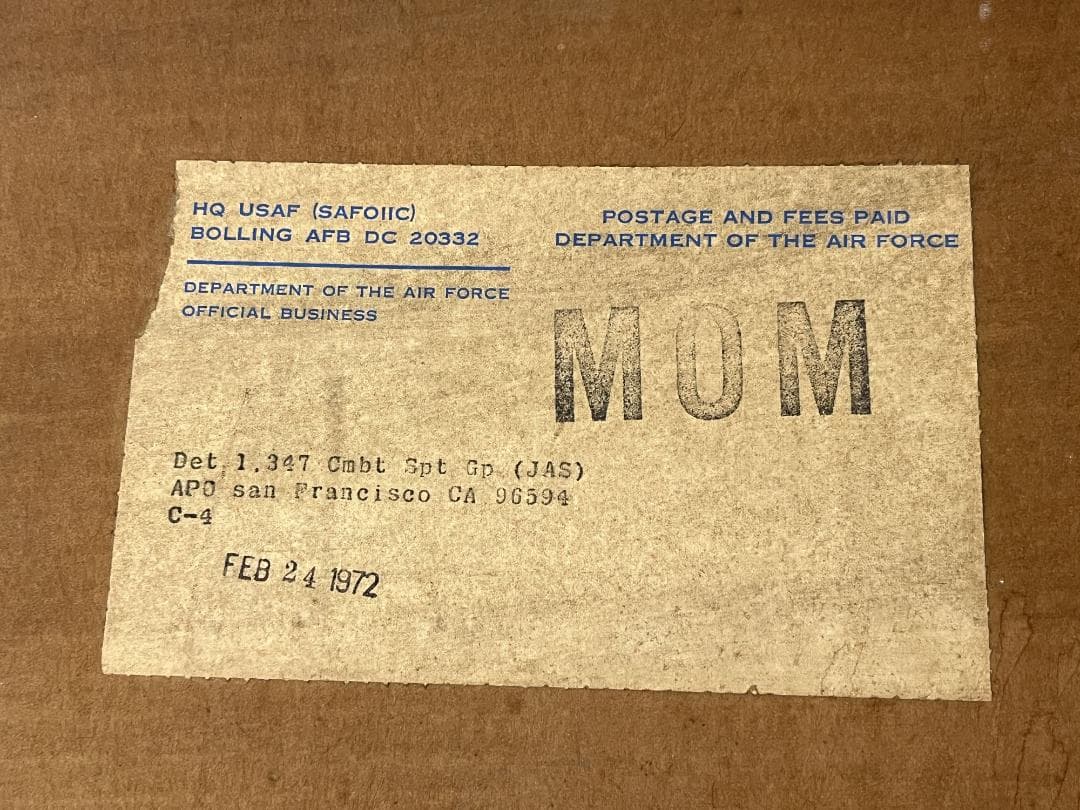 HQ USAF (SAFOIIC)
BOLLING AFB DC 20332
DEPARTMENT OF THE AIR FORCE
OFFICIAL BUSINESS
POSTAGE AND FEES PAID
DEPARTMENT OF THE AIR FORCE
MOM
Det 1.347 Cmbt Spt Gp (JAS)
APO san Francisco CA 96594
C-4
FEB 24 1972